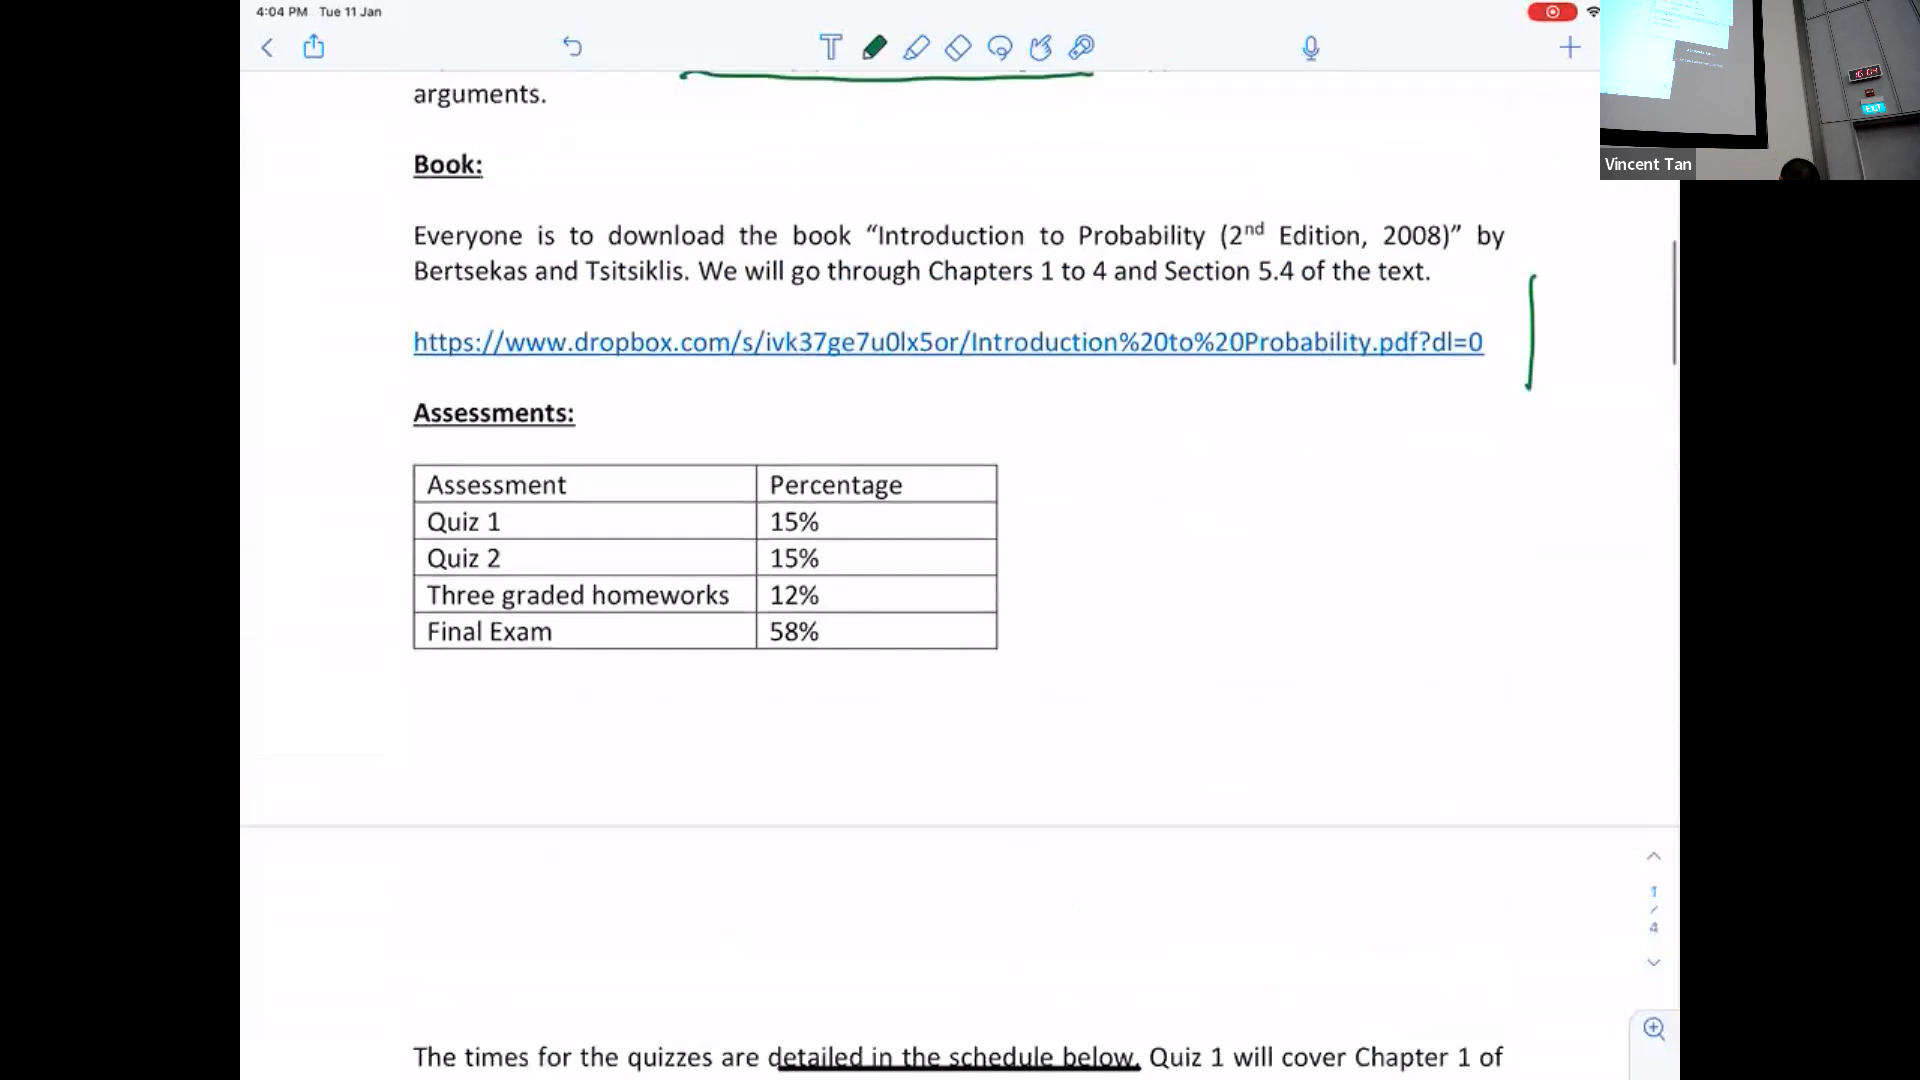 4:04 PM Tue 11 Jan
arguments.
Book:
Everyone is to download the book “Introduction to Probability (2nd Edition, 2008)” by
Bertsekas and Tsitsiklis. We will go through Chapters 1 to 4 and Section 5.4 of the text.
https://www.dropbox.com/s/ivk37ge7u0lx5or/Introduction%20to%20Probability.pdf?dl=0
Assessments:
Assessment Percentage
Quiz 1 15%
Quiz 2 15%
Three graded homeworks 12%
Final Exam 58%
The times for the quizzes are detailed in the schedule below. Quiz 1 will cover Chapter 1 of
1
/
4
EXIT
Vincent Tan